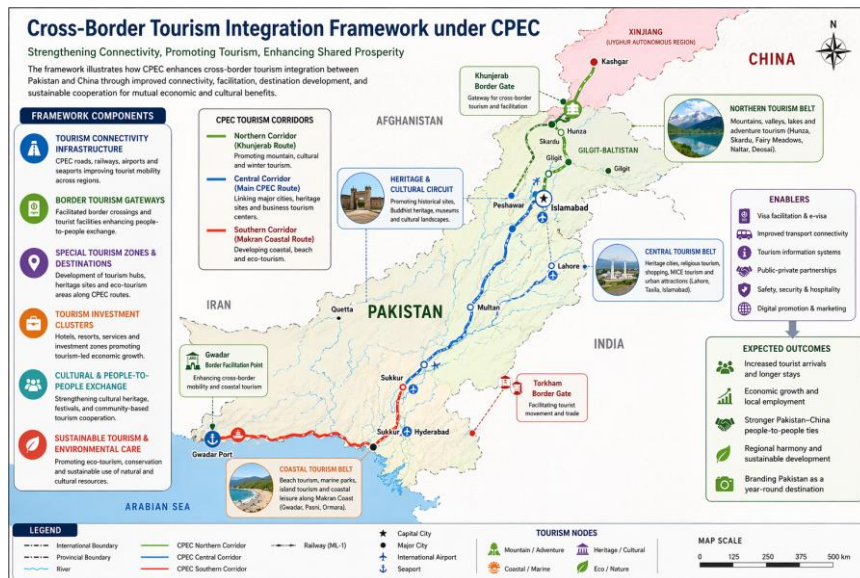 Cross-Border Tourism Integration Framework under CPEC
Strengthening Connectivity, Promoting Tourism, Enhancing Shared Prosperity
The framework illustrates how CPEC enhances cross-border tourism integration between
Pakistan and China through improved connectivity, facilitation, destination development, and
sustainable cooperation for mutual economic and cultural benefits.
FRAMEWORK COMPONENTS
TOURISM CONNECTIVITY
INFRASTRUCTURE
CPEC roads, railways, airports and
seaports improving tourist mobility
across regions.
BORDER TOURISM GATEWAYS
Facilitated border crossings and
tourist facilities enhancing people-
to-people exchange.
SPECIAL TOURISM ZONES &
DESTINATIONS
Development of tourism hubs,
heritage sites and eco-tourism
areas along CPEC routes.
TOURISM INVESTMENT
CLUSTERS
Hotels, resorts, services and
investment zones promoting
tourism-led economic growth.
CULTURAL & PEOPLE-TO-
PEOPLE EXCHANGE
Strengthening cultural heritage,
festivals, and community-based
tourism cooperation.
SUSTAINABLE TOURISM &
ENVIRONMENTAL CARE
Promoting eco-tourism, conservation
and sustainable use of natural and
cultural resources.
CPEC TOURISM CORRIDORS
Northern Corridor
(Khunjerab Route)
Promoting mountain, cultural
and winter tourism.
Central Corridor
(Main CPEC Route)
Linking major cities, heritage
sites and business tourism
centers.
Southern Corridor
(Makran Coastal Route)
Developing coastal, beach
and eco-tourism.
XINJIANG
(UYGHUR AUTONOMOUS REGION)
Kashgar
CHINA
N
Khunjerab
Border Gate
Gateway for cross-border
tourism and facilitation
AFGHANISTAN
Hunza
Skardu
GILGIT-BALTISTAN
Gilgit
Gilgit
NORTHERN TOURISM BELT
Mountains, valleys, lakes and
adventure tourism (Hunza,
Skardu, Fairy Meadows,
Naltar, Deosai).
HERITAGE &
CULTURAL CIRCUIT
Promoting historical sites,
Buddhist heritage, museums
and cultural landscapes.
Peshawar
Islamabad
ENABLERS
Visa facilitation & e-visa
Improved transport connectivity
Tourism information systems
Public-private partnerships
Safety, security & hospitality
Digital promotion & marketing
CENTRAL TOURISM BELT
Heritage cities, religious tourism,
shopping, MICE tourism and
urban attractions (Lahore,
Taxila, Islamabad).
Lahore
IRAN
Quetta
PAKISTAN
Multan
INDIA
EXPECTED OUTCOMES
Increased tourist arrivals
and longer stays
Economic growth and
local employment
Stronger Pakistan–China
people-to-people ties
Regional harmony and
sustainable development
Branding Pakistan as a
year-round destination
Gwadar
Border Facilitation Point
Enhancing cross-border
mobility and coastal tourism
Sukkur
Torkham
Border Gate
Facilitating tourist
movement and trade
Sukkur
Hyderabad
Gwadar Port
COASTAL TOURISM BELT
Beach tourism, marine parks,
island tourism and coastal
leisure along Makran Coast
(Gwadar, Pasni, Ormara).
ARABIAN SEA
LEGEND
International Boundary
Provincial Boundary
River
CPEC Northern Corridor
CPEC Central Corridor
CPEC Southern Corridor
Railway (ML-1)
Capital City
Major City
International Airport
Seaport
TOURISM NODES
Mountain / Adventure
Heritage / Cultural
Coastal / Marine
Eco / Nature
MAP SCALE
0 125 250 375 500 km